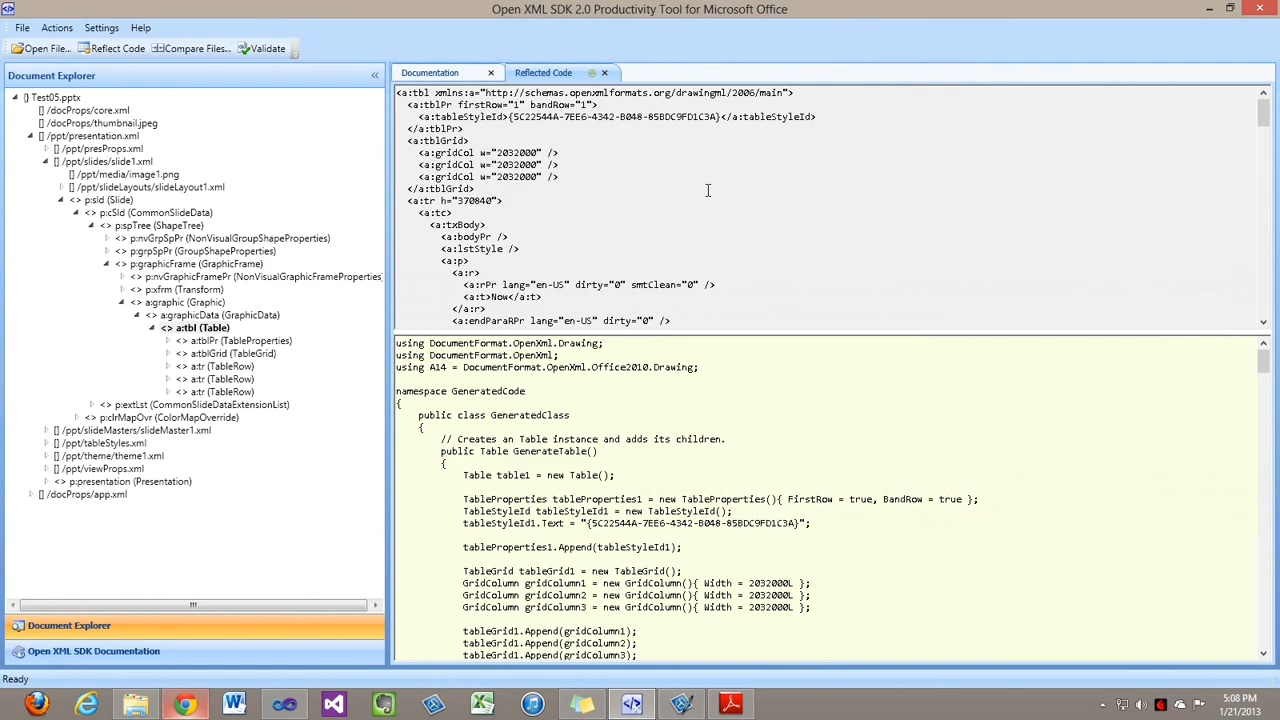 Open XML SDK 2.0 Productivity Tool for Microsoft Office
File Actions Settings Help
Open File... Reflect Code Compare Files... Validate
Document Explorer
Test05.pptx
/docProps/core.xml
/docProps/thumbnail.jpeg
/ppt/presentation.xml
/ppt/presProps.xml
/ppt/slides/slide1.xml
/ppt/media/image1.png
/ppt/slideLayouts/slideLayout1.xml
<> p:sld (Slide)
<> p:cSld (CommonSlideData)
<> p:spTree (ShapeTree)
<> p:nvGrpSpPr (NonVisualGroupShapeProperties)
<> p:grpSpPr (GroupShapeProperties)
<> p:graphicFrame (GraphicFrame)
<> p:nvGraphicFramePr (NonVisualGraphicFrameProperties)
<> p:xfrm (Transform)
<> a:graphic (Graphic)
<> a:graphicData (GraphicData)
<> a:tbl (Table)
<> a:tblPr (TableProperties)
<> a:tblGrid (TableGrid)
<> a:tr (TableRow)
<> a:tr (TableRow)
<> a:tr (TableRow)
<> p:extLst (CommonSlideDataExtensionList)
<> p:clrMapOvr (ColorMapOverride)
/ppt/slideMasters/slideMaster1.xml
/ppt/tableStyles.xml
/ppt/theme/theme1.xml
/ppt/viewProps.xml
<> p:presentation (Presentation)
/docProps/app.xml
Document Explorer
Open XML SDK Documentation
Documentation
Reflected Code
<a:tbl xmlns:a="http://schemas.openxmlformats.org/drawingml/2006/main">
<a:tblPr firstRow="1" bandRow="1">
<a:tableStyleId>{5C22544A-7EE6-4342-B048-85BDC9FD1C3A}</a:tableStyleId>
</a:tblPr>
<a:tblGrid>
<a:gridCol w="2032000" />
<a:gridCol w="2032000" />
<a:gridCol w="2032000" />
</a:tblGrid>
<a:tr h="370840">
<a:tc>
<a:txBody>
<a:bodyPr />
<a:lstStyle />
<a:p>
<a:r>
<a:rPr lang="en-US" dirty="0" smtClean="0" />
<a:t>Now</a:t>
</a:r>
<a:endParaRPr lang="en-US" dirty="0" />
using DocumentFormat.OpenXml.Drawing;
using DocumentFormat.OpenXml;
using A14 = DocumentFormat.OpenXml.Office2010.Drawing;
namespace GeneratedCode
{
public class GeneratedClass
{
// Creates an Table instance and adds its children.
public Table GenerateTable()
{
Table table1 = new Table();
TableProperties tableProperties1 = new TableProperties(){ FirstRow = true, BandRow = true };
TableStyleId tableStyleId1 = new TableStyleId();
tableStyleId1.Text = "{5C22544A-7EE6-4342-B048-85BDC9FD1C3A}";
tableProperties1.Append(tableStyleId1);
TableGrid tableGrid1 = new TableGrid();
GridColumn gridColumn1 = new GridColumn(){ Width = 2032000L };
GridColumn gridColumn2 = new GridColumn(){ Width = 2032000L };
GridColumn gridColumn3 = new GridColumn(){ Width = 2032000L };
tableGrid1.Append(gridColumn1);
tableGrid1.Append(gridColumn2);
tableGrid1.Append(gridColumn3);
Ready
5:08 PM
1/21/2013